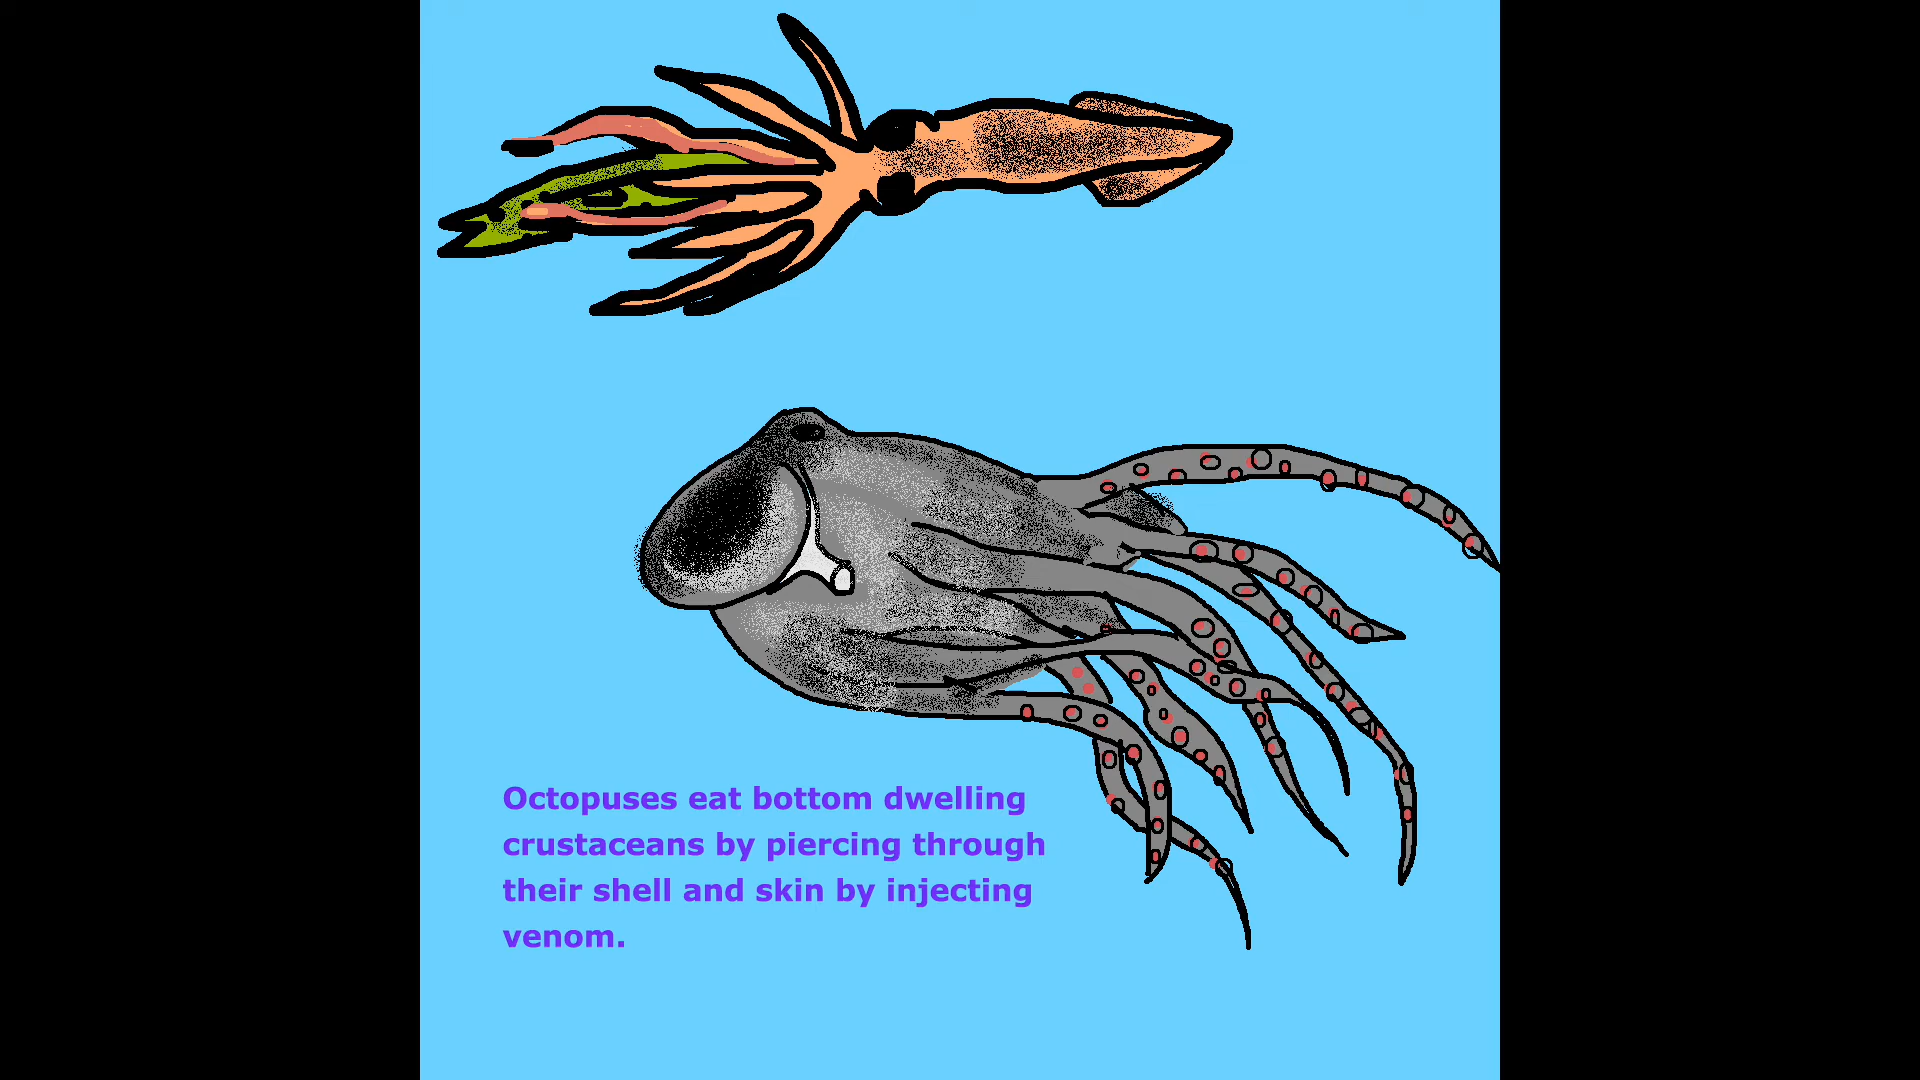 Octopuses eat bottom dwelling
crustaceans by piercing through
their shell and skin by injecting
venom.